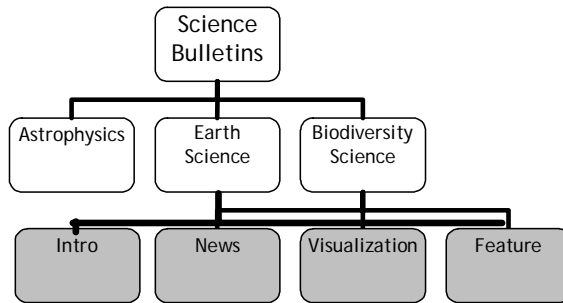 Science
Bulletins
Astrophysics
Earth
Science
Biodiversity
Science
Intro
News
Visualization
Feature